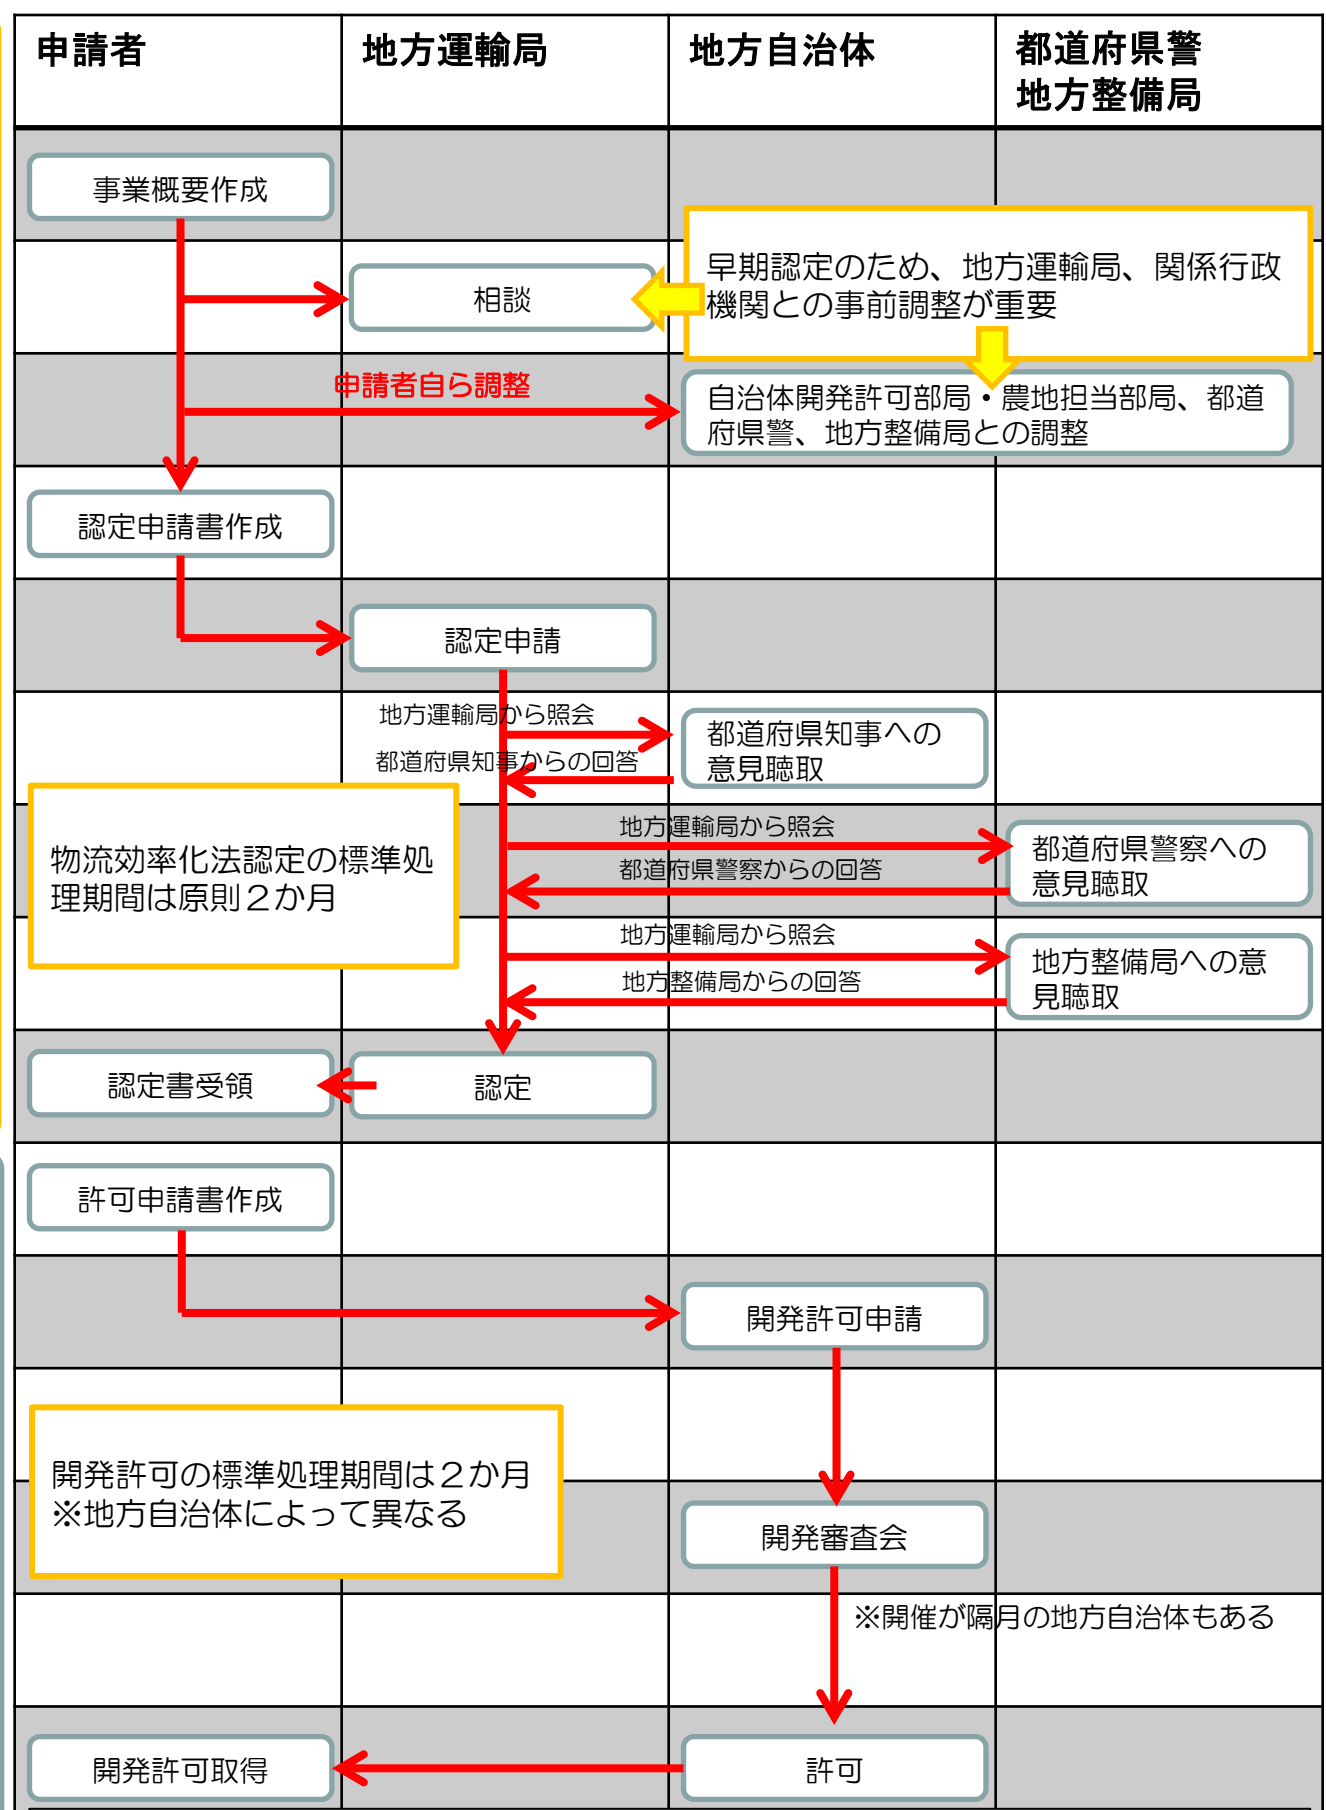 申請者
地方運輸局
地方自治体
都道府県警
地方整備局
事業概要作成
早期認定のため、地方運輸局、関係行政
機関との事前調整が重要
相談
申請者自ら調整
自治体開発許可部局・農地担当部局、都道
府県警、地方整備局との調整
認定申請書作成
認定申請
地方運輸局から照会
都道府県知事からの回答
都道府県知事への
意見聴取
物流効率化法認定の標準処
理期間は原則２か月
地方運輸局から照会
都道府県警察からの回答
都道府県警察への
意見聴取
地方運輸局から照会
地方整備局からの回答
地方整備局への意
見聴取
認定書受領
認定
許可申請書作成
開発許可申請
開発許可の標準処理期間は２か月
※地方自治体によって異なる
開発審査会
※開催が隔月の地方自治体もある
開発許可取得
許可